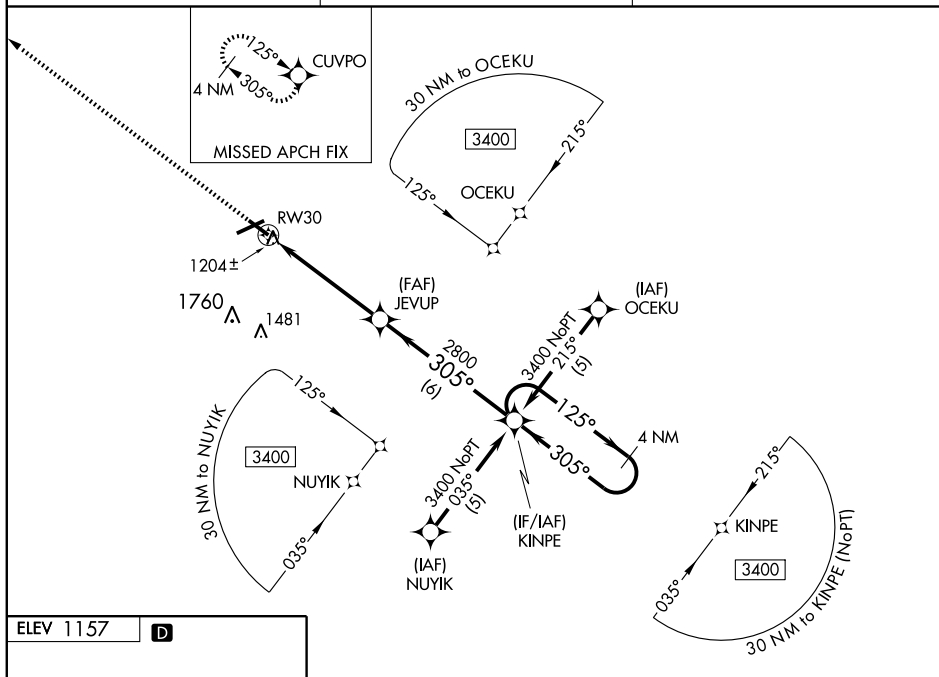 125°
CUVPO
4 NM
305°
MISSED APCH FIX
30 NM to OCEKU
3400
215°
125°
OCEKU
RW30
1204±
1760
1481
(FAF)
JEVUP
(IAF)
OCEKU
3400 NoPT
215°
(5)
2800
305°
(6)
125°
305°
4 NM
30 NM to NUYIK
125°
3400
NUYIK
035°
3400 NoPT
035°
(5)
(IAF)
NUYIK
(IF/IAF)
KINPE
215°
KINPE
3400
035°
30 NM to KINPE (NoPT)
ELEV 1157
D